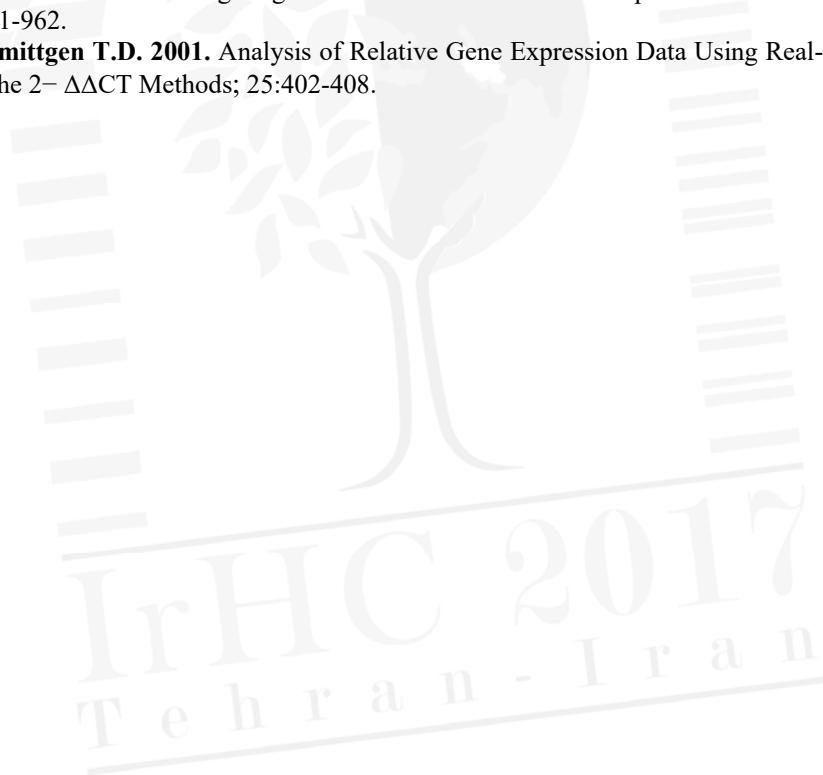 1-962.
mittgen T.D. 2001. Analysis of Relative Gene Expression Data Using Real-
he 2− ΔΔCT Methods; 25:402-408.
IrHC 2017
Tehran - Iran